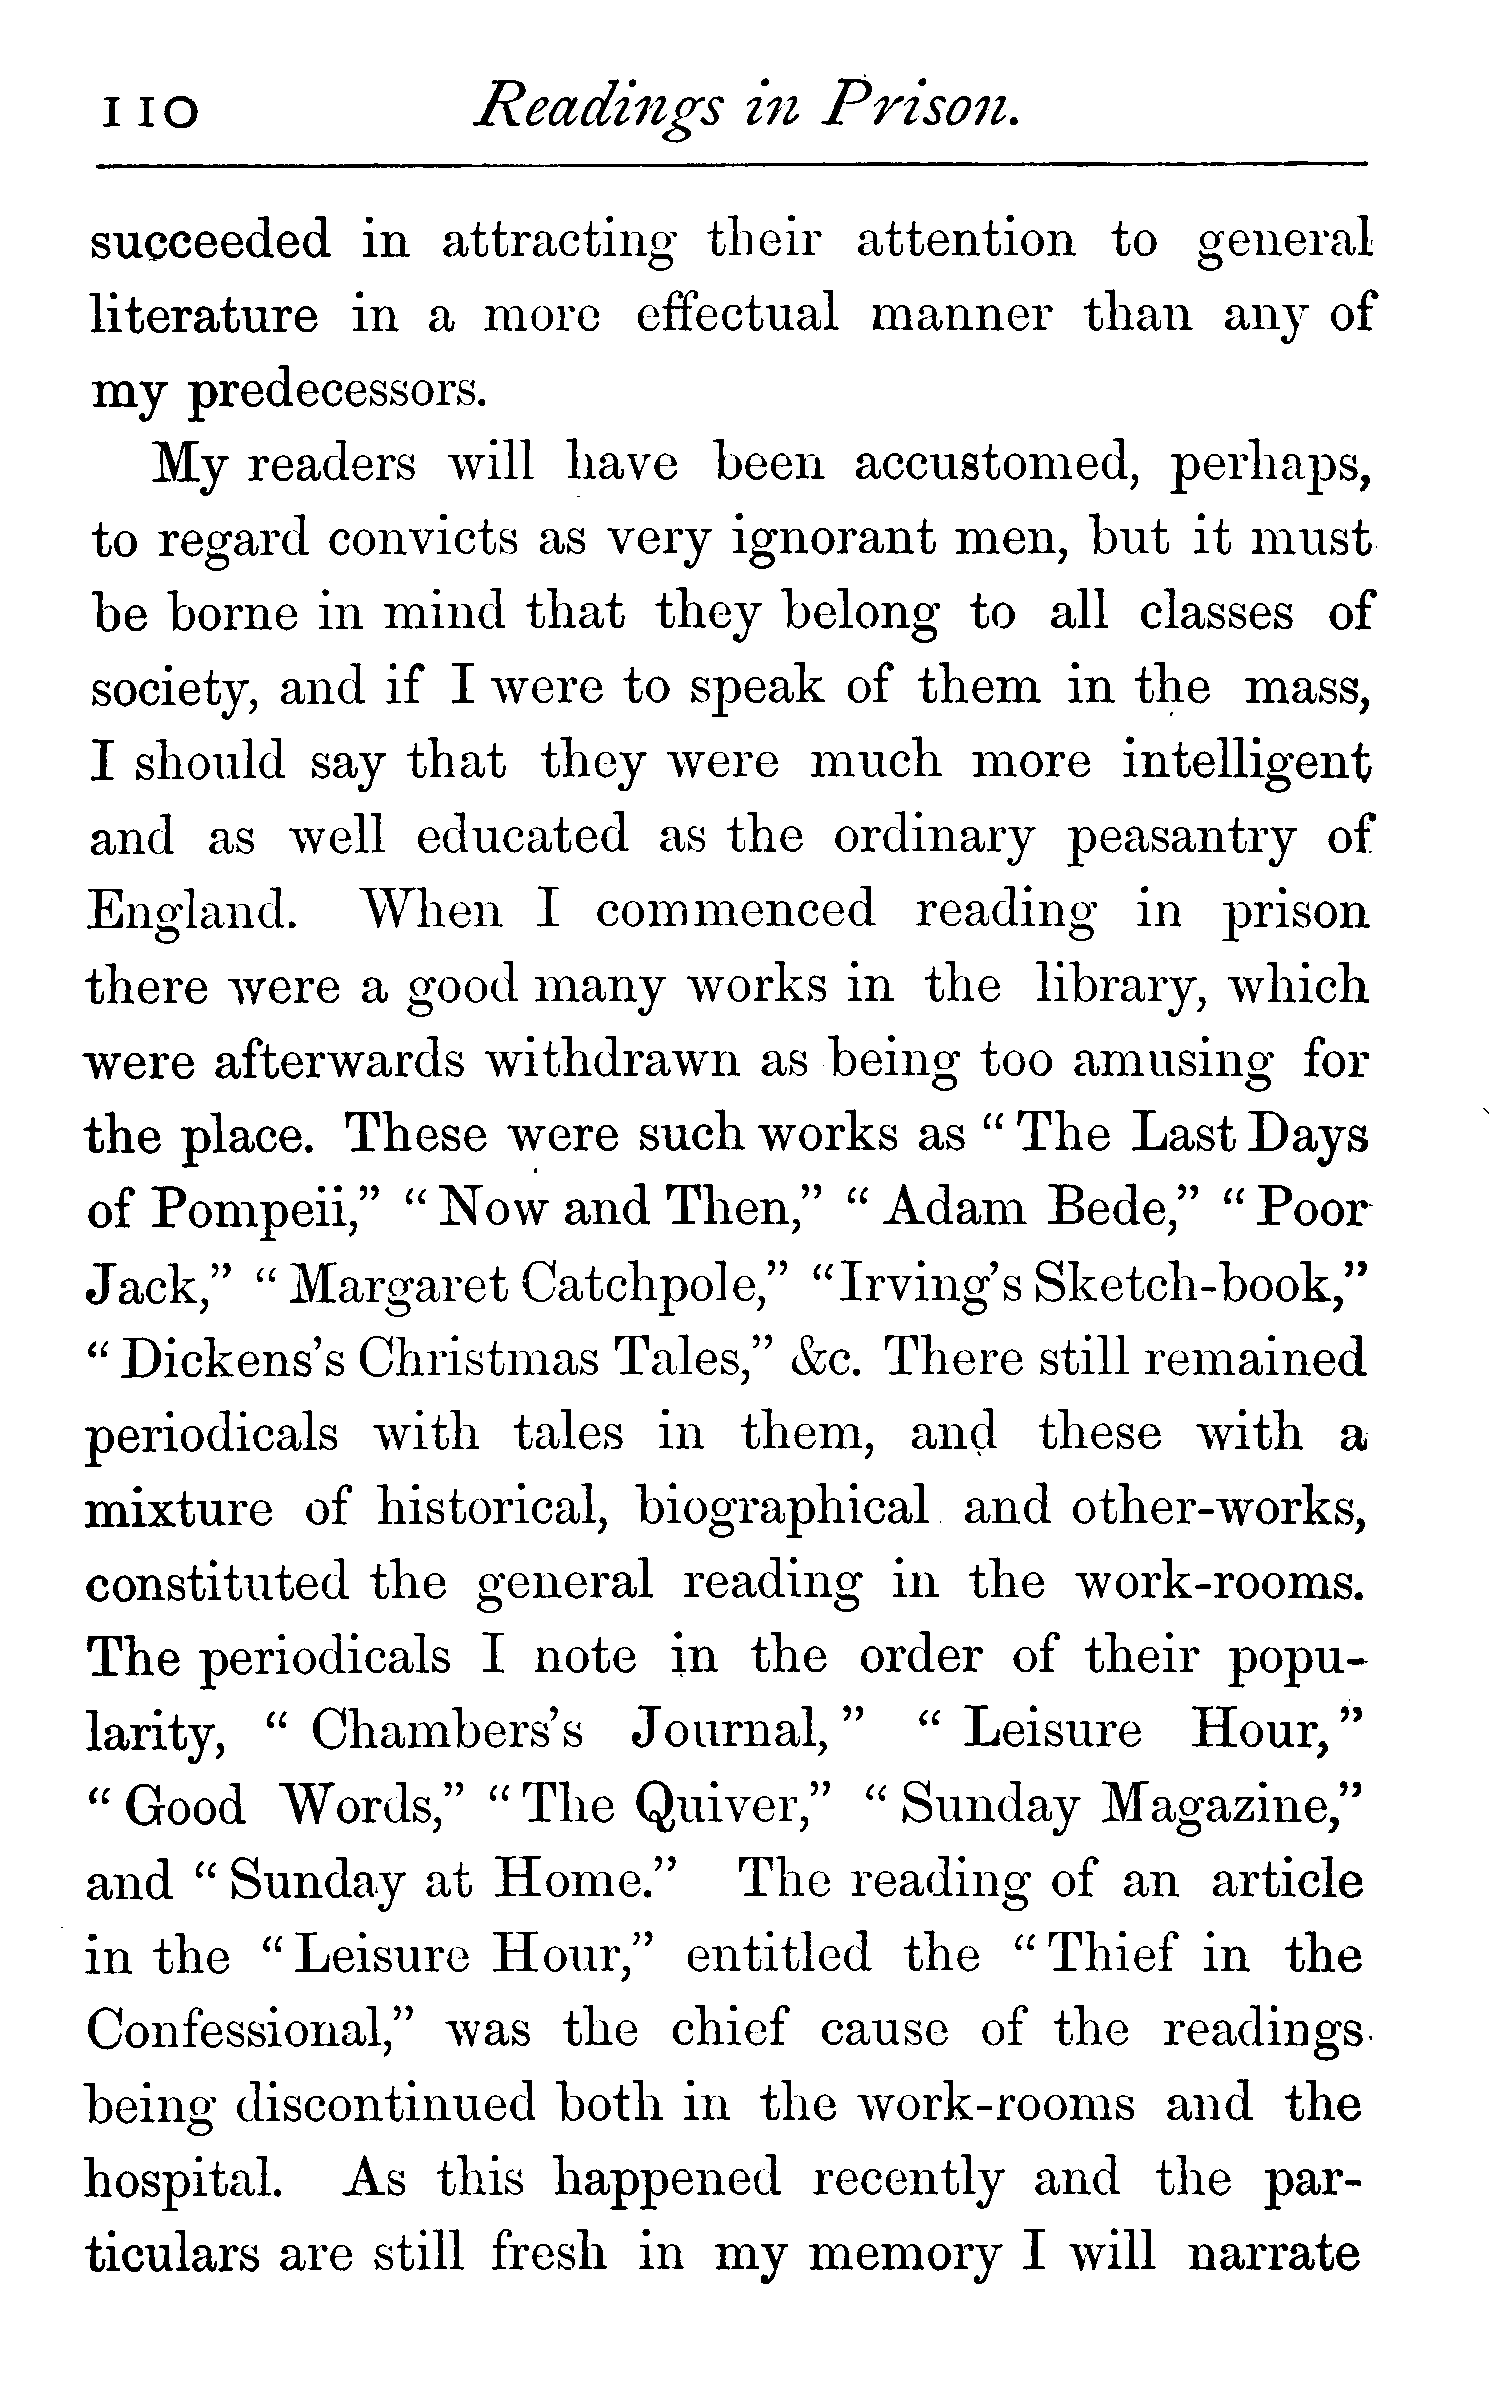 110 Readings in Prison.
succeeded in attracting their attention to general
literature in a more effectual manner than any of
my predecessors.
My readers will have been accustomed, perhaps,
to regard convicts as very ignorant men, but it must
be borne in mind that they belong to all classes of
society, and if I were to speak of them in the mass,
I should say that they were much more intelligent
and as well educated as the ordinary peasantry of
England. When I commenced reading in prison
there were a good many works in the library, which
were afterwards withdrawn as being too amusing for
the place. These were such works as “ The Last Days
of Pompeii,” “ Now and Then,” “ Adam Bede,” “ Poor
Jack,” “ Margaret Catchpole,” “Irving’s Sketch-book,”
“ Dickens’s Christmas Tales,” &c. There still remained
periodicals with tales in them, and these with a
mixture of historical, biographical and other-works,
constituted the general reading in the work-rooms.
The periodicals I note in the order of their popu-
larity, “ Chambers’s Journal, ” “ Leisure Hour, ”
“ Good Words,” “ The Quiver,” “ Sunday Magazine,”
and “ Sunday at Home.” The reading of an article
in the “ Leisure Hour,” entitled the “ Thief in the
Confessional,” was the chief cause of the readings
being discontinued both in the work-rooms and the
hospital. As this happened recently and the par-
ticulars are still fresh in my memory I will narrate